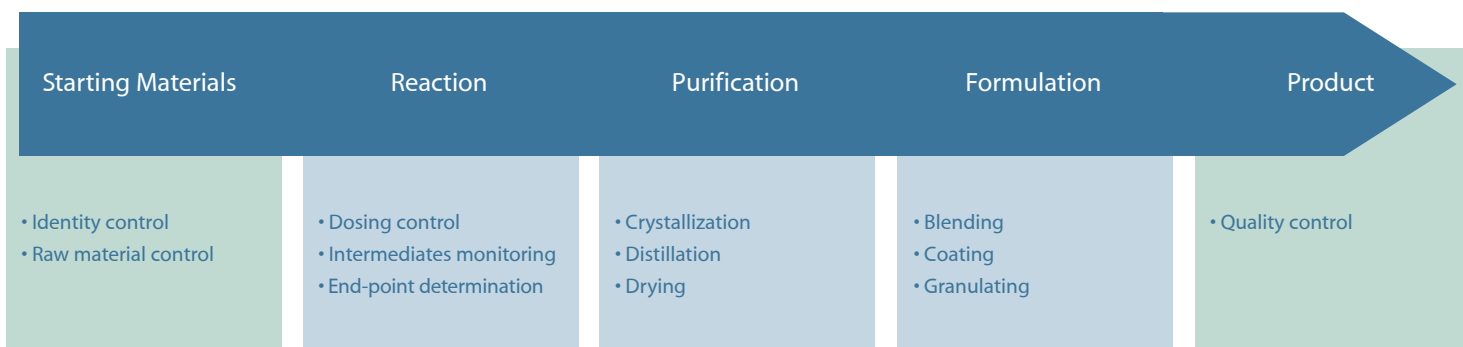 Starting Materials
Reaction
Purification
Formulation
Product
• Identity control
• Raw material control
• Dosing control
• Intermediates monitoring
• End-point determination
• Crystallization
• Distillation
• Drying
• Blending
• Coating
• Granulating
• Quality control